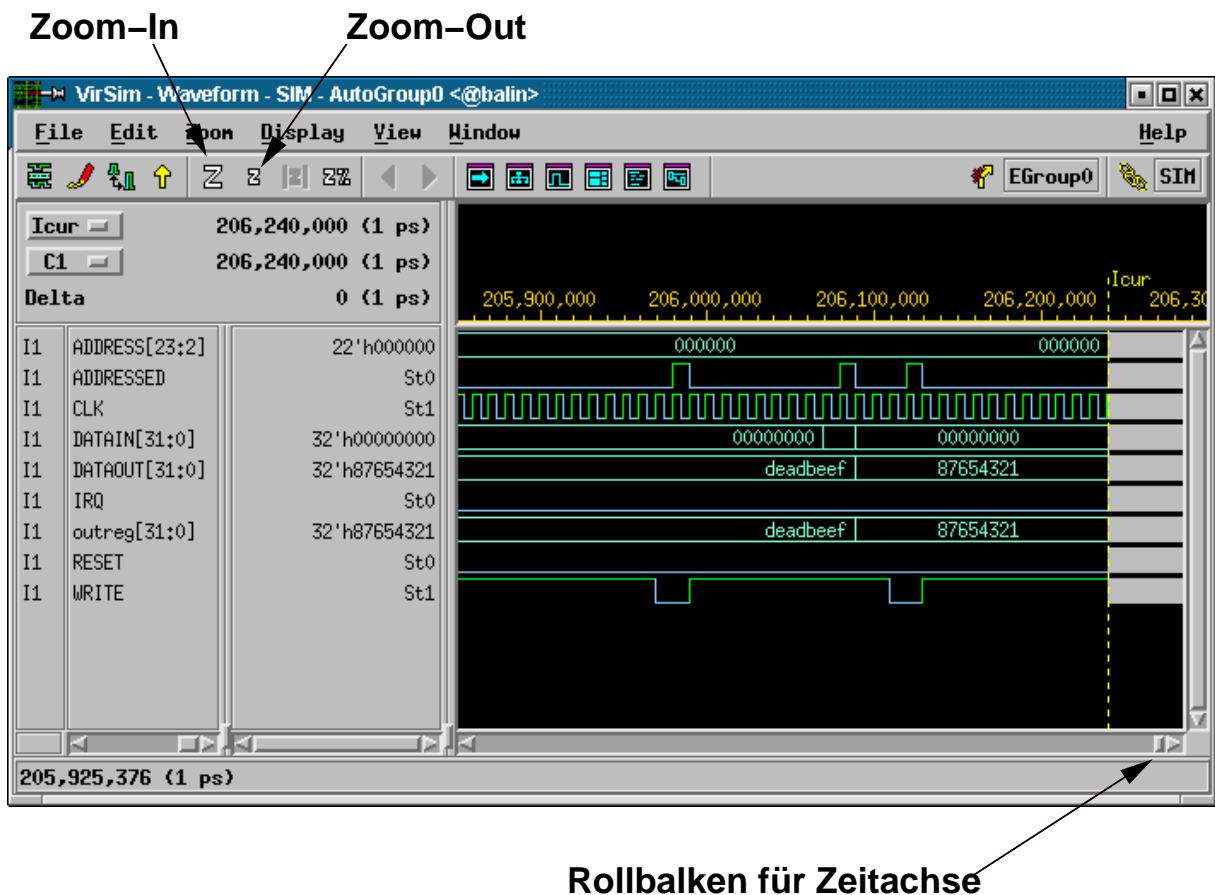 Zoom–In Zoom–Out
VirSim - Waveform - SIM - AutoGroup0 <@balin>
File Edit Zoom Display View Window Help
EGroup0 SIM
Icur 206,240,000 (1 ps)
C1 206,240,000 (1 ps)
Delta 0 (1 ps)
Icur
205,900,000 206,000,000 206,100,000 206,200,000 206,30
I1 ADDRESS[23:2] 22'h000000 000000 000000
I1 ADDRESSED St0
I1 CLK St1
I1 DATAIN[31:0] 32'h00000000 00000000 00000000
I1 DATAOUT[31:0] 32'h87654321 deadbeef 87654321
I1 IRQ St0
I1 outreg[31:0] 32'h87654321 deadbeef 87654321
I1 RESET St0
I1 WRITE St1
205,925,376 (1 ps)
Rollbalken für Zeitachse